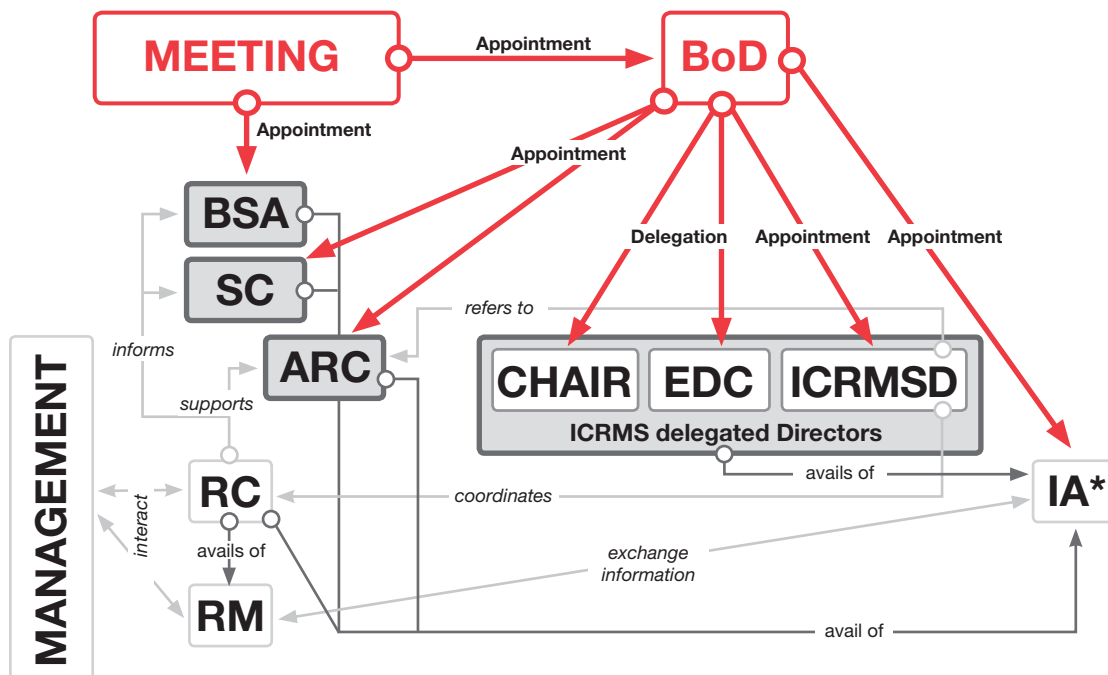 MEETING
Appointment
BoD
Appointment
Appointment
BSA
Delegation
Appointment
Appointment
SC
refers to
informs
ARC
CHAIR
EDC
ICRMSD
supports
ICRMS delegated Directors
MANAGEMENT
RC
coordinates
avails of
IA*
interact
avails of
exchange
information
RM
avail of